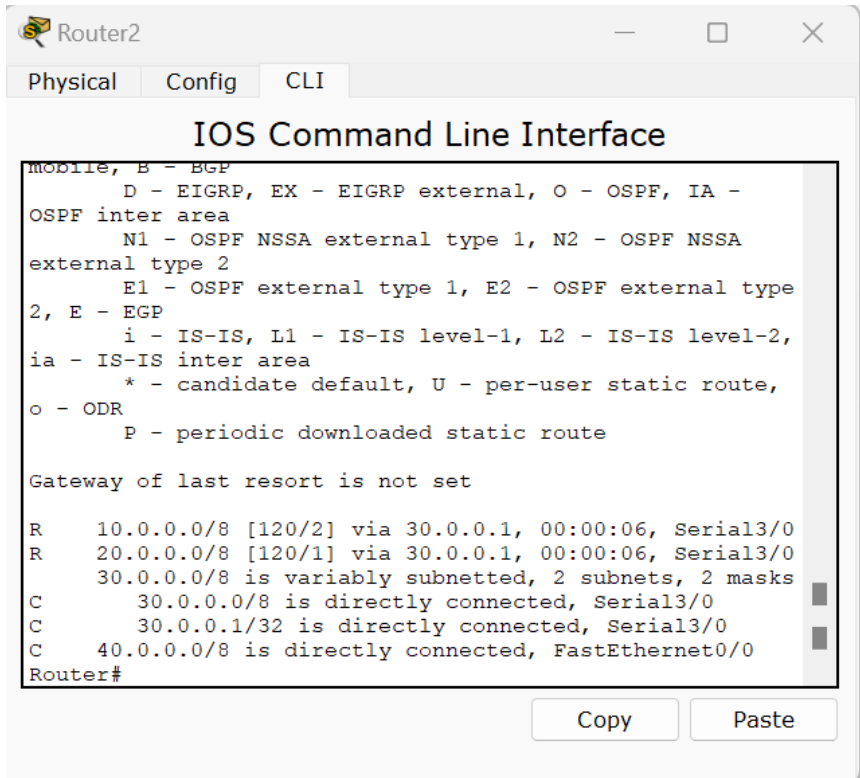 Router2
Physical Config CLI
IOS Command Line Interface
mobile, B - BGP
D - EIGRP, EX - EIGRP external, O - OSPF, IA -
OSPF inter area
N1 - OSPF NSSA external type 1, N2 - OSPF NSSA
external type 2
E1 - OSPF external type 1, E2 - OSPF external type
2, E - EGP
i - IS-IS, L1 - IS-IS level-1, L2 - IS-IS level-2,
ia - IS-IS inter area
* - candidate default, U - per-user static route,
o - ODR
P - periodic downloaded static route
Gateway of last resort is not set
R 10.0.0.0/8 [120/2] via 30.0.0.1, 00:00:06, Serial3/0
R 20.0.0.0/8 [120/1] via 30.0.0.1, 00:00:06, Serial3/0
30.0.0.0/8 is variably subnetted, 2 subnets, 2 masks
C 30.0.0.0/8 is directly connected, Serial3/0
C 30.0.0.1/32 is directly connected, Serial3/0
C 40.0.0.0/8 is directly connected, FastEthernet0/0
Router#
Copy Paste